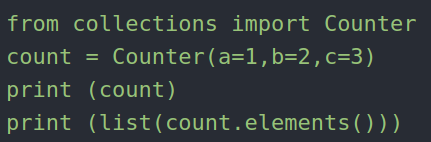 from collections import Counter
count = Counter(a=1,b=2,c=3)
print (count)
print (list(count.elements()))